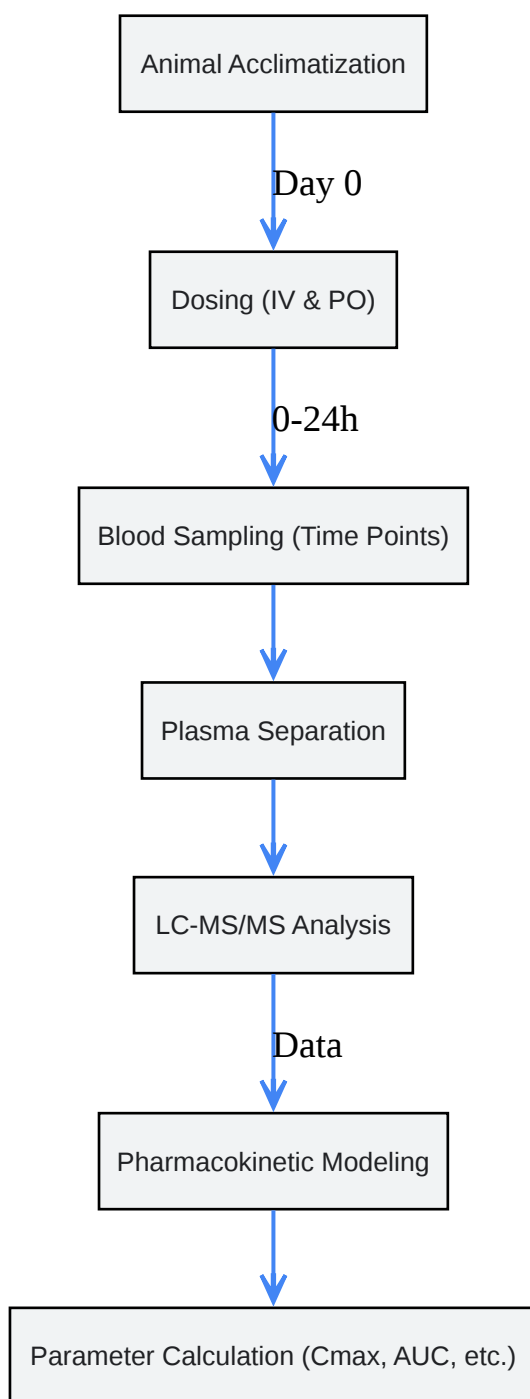 Animal Acclimatization
Day 0
Dosing (IV & PO)
0-24h
Blood Sampling (Time Points)
Plasma Separation
LC-MS/MS Analysis
Data
Pharmacokinetic Modeling
Parameter Calculation (Cmax, AUC, etc.)